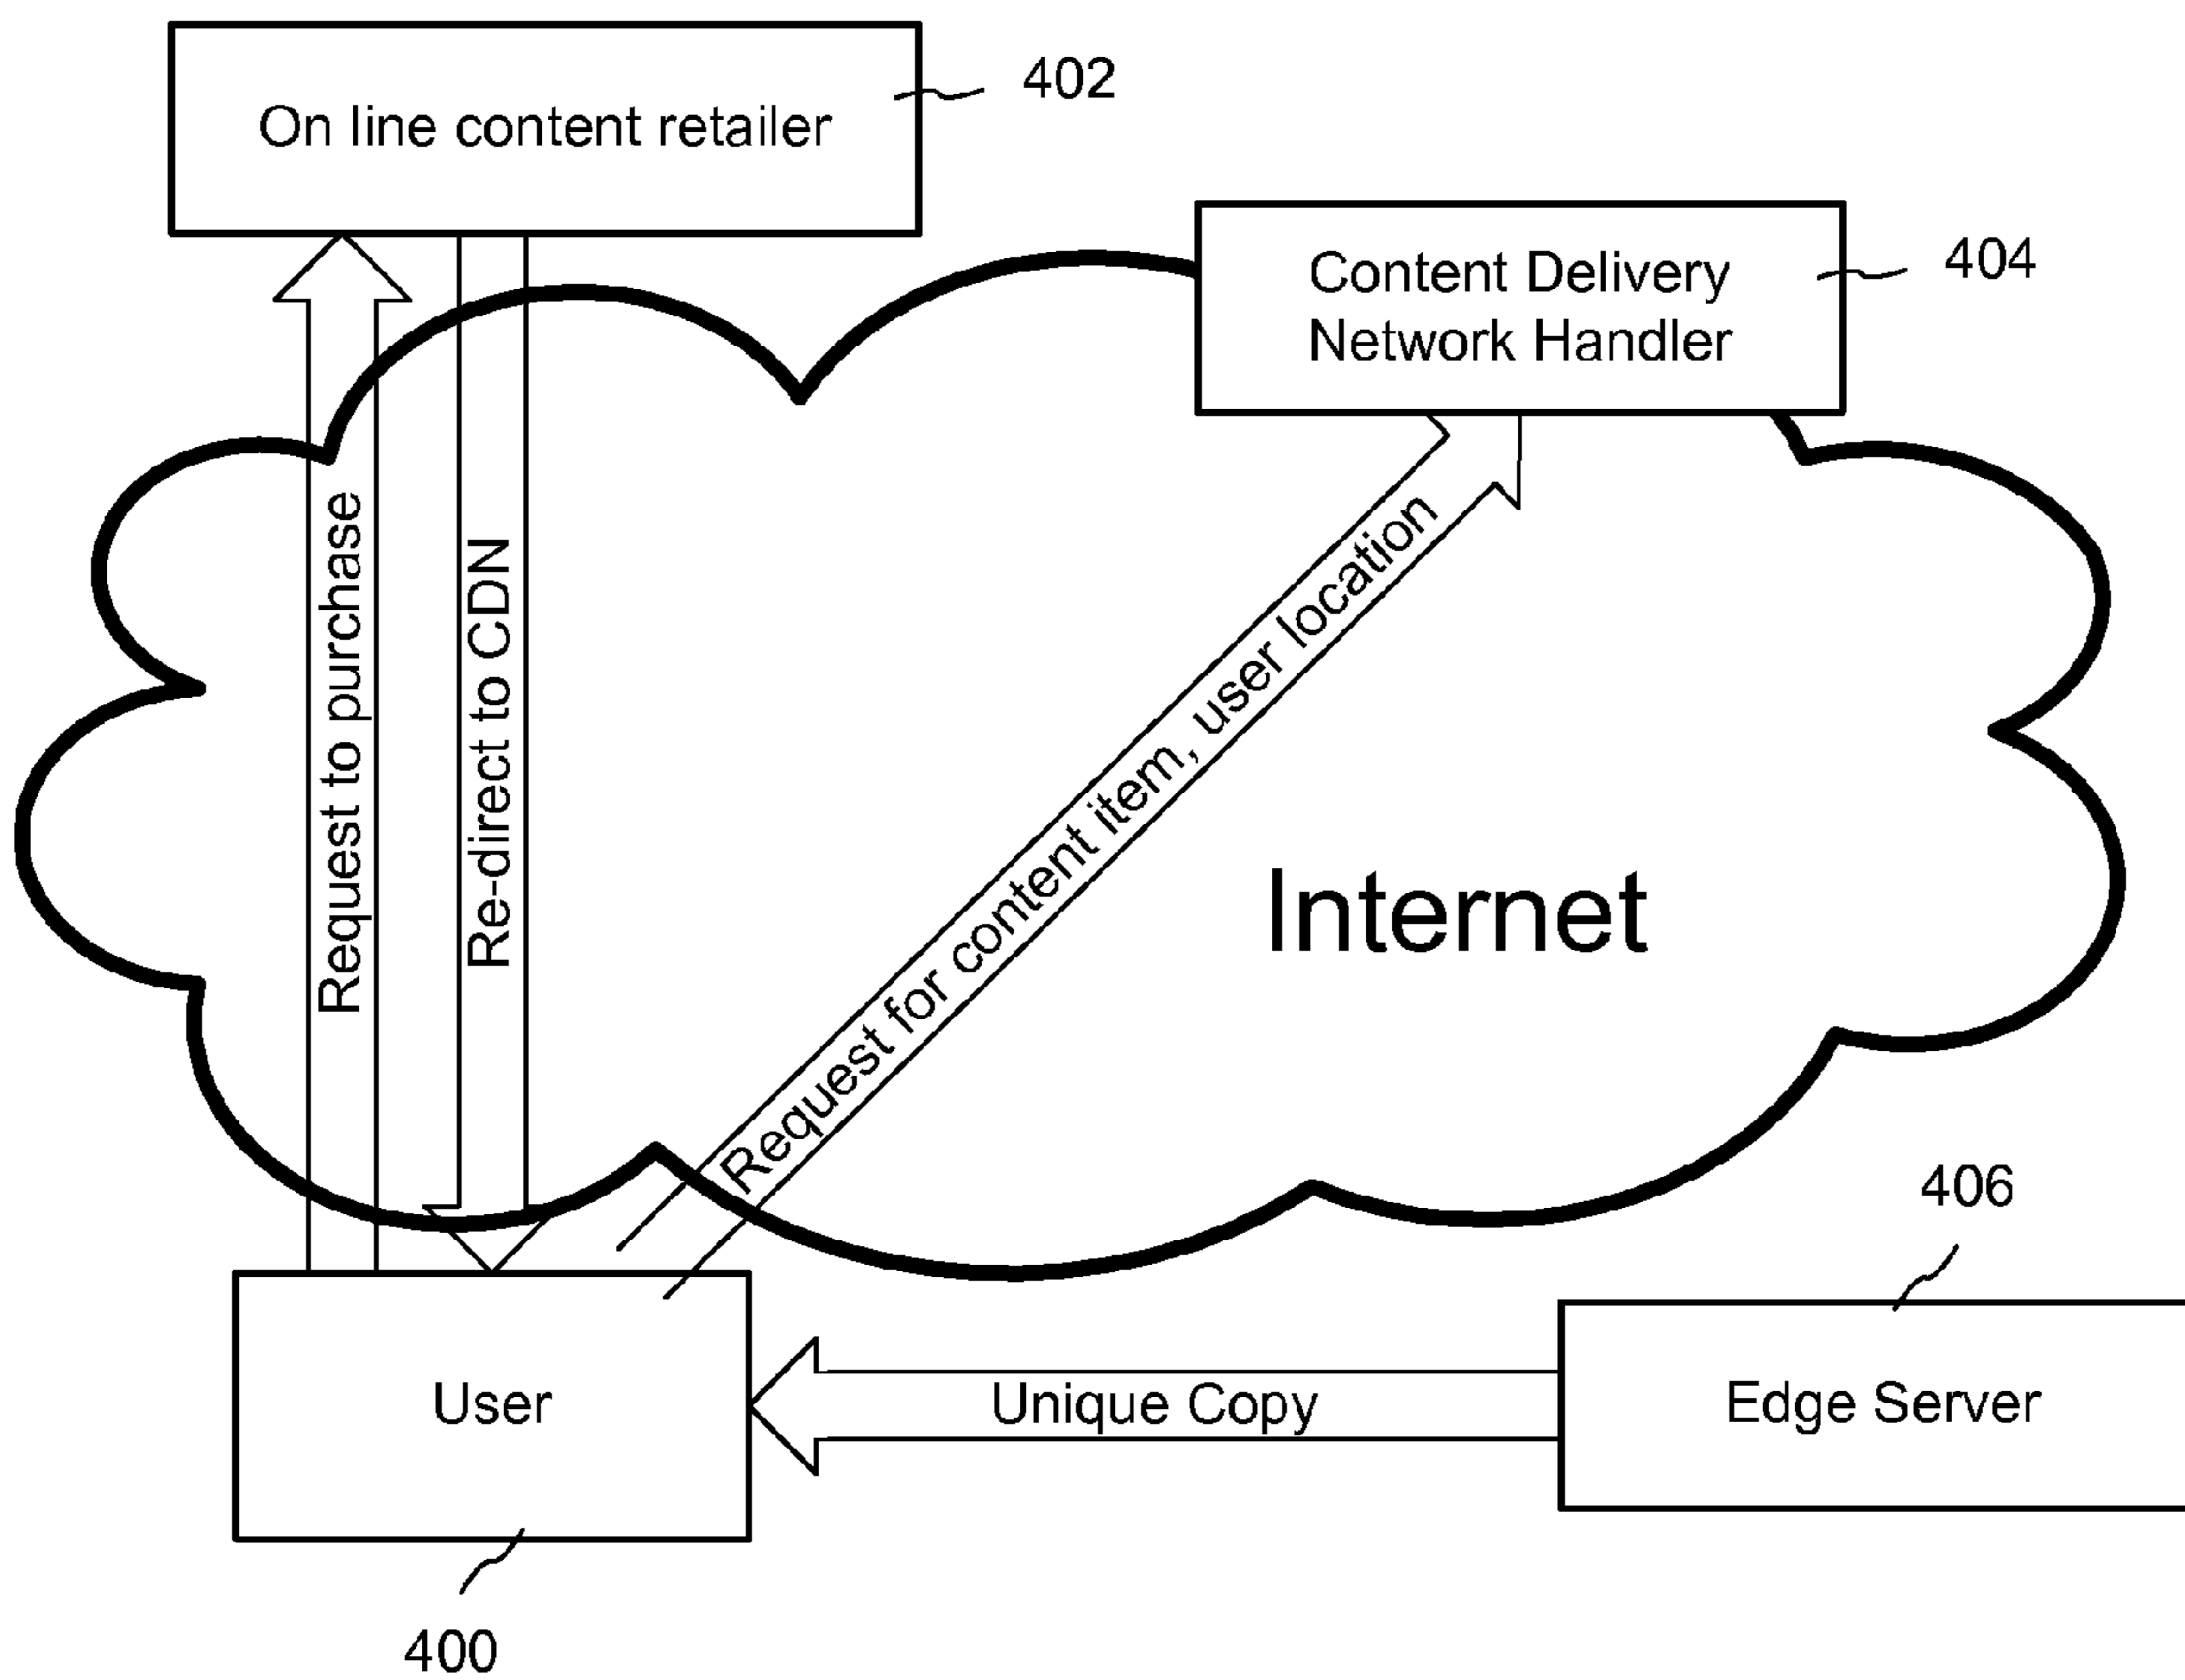 On line content retailer
402
Content Delivery
Network Handler
404
Request to purchase
Re-direct to CDN
Request for content item, user location
Internet
406
User
Unique Copy
Edge Server
400